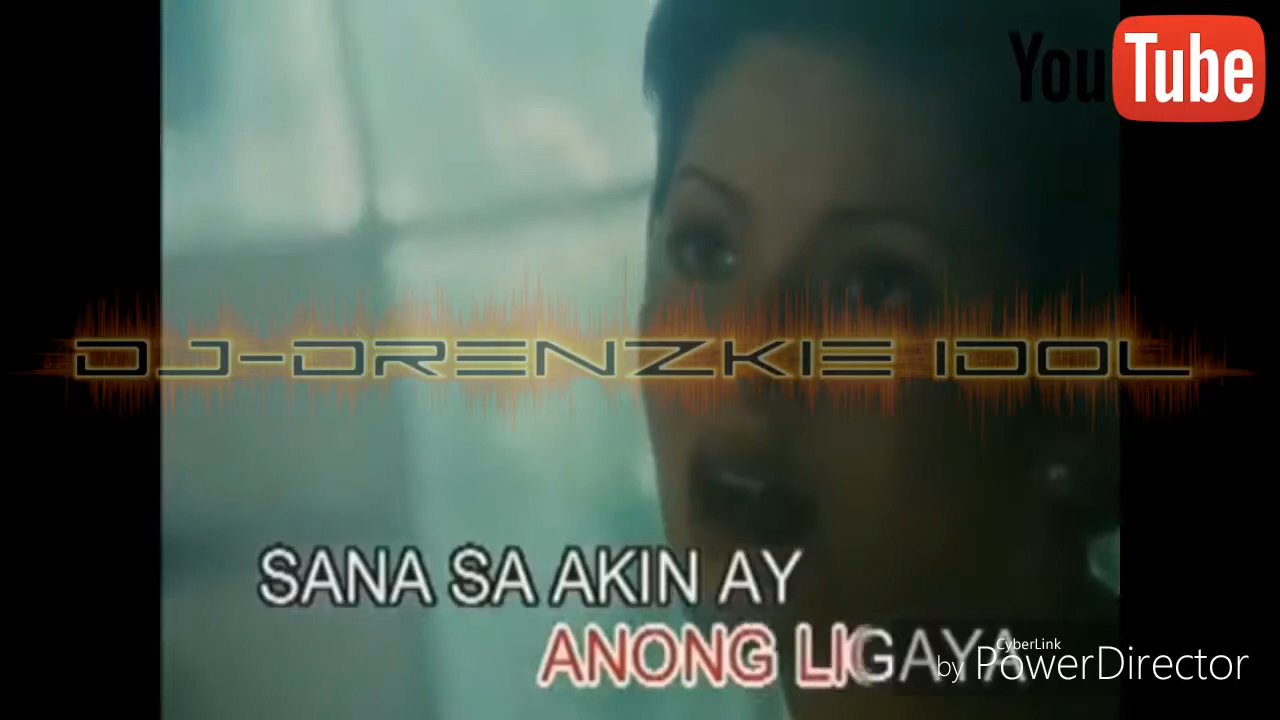 YouTube
DJ-DRENZKIE IDOL
SANA SA AKIN AY
ANONG LIGAYA
CyberLink
by PowerDirector